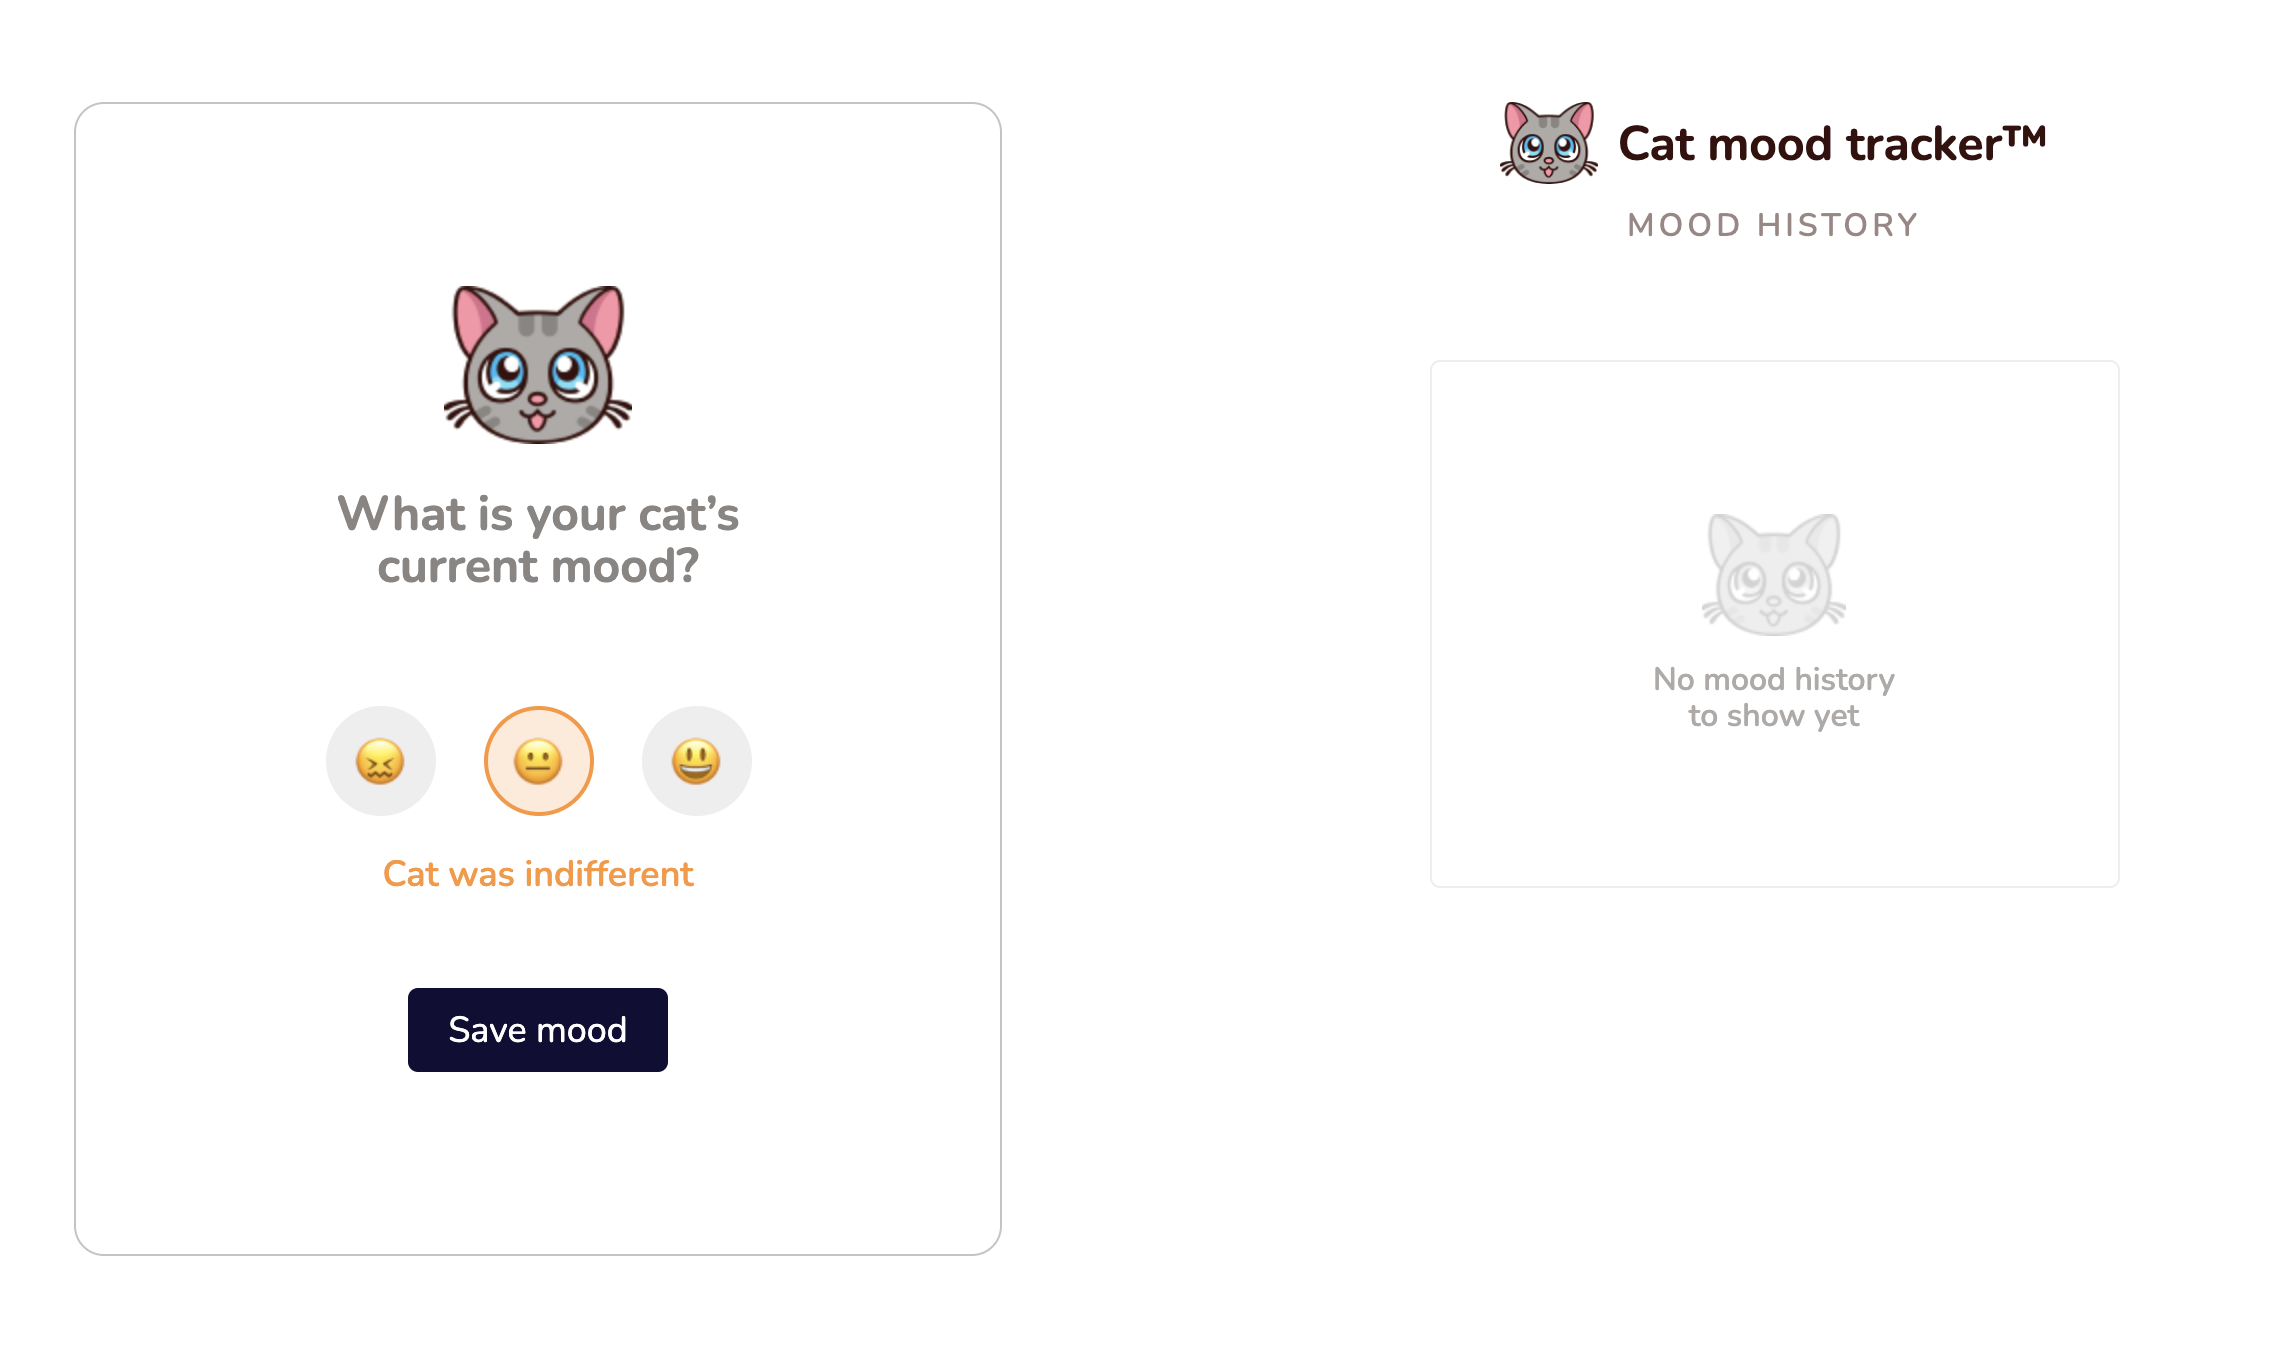 What is your cat’s
current mood?
Cat was indifferent
Save mood
Cat mood tracker™
MOOD HISTORY
No mood history
to show yet